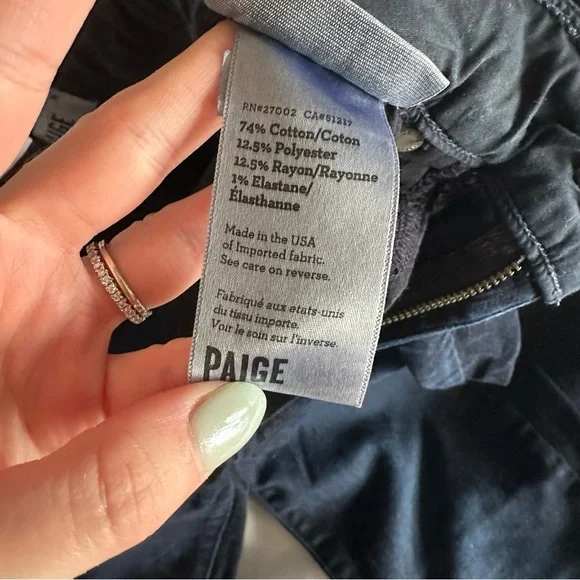 RN#27002 CA#51217
74% Cotton/Coton
12.5% Polyester
12.5% Rayon/Rayonne
1% Elastane/
Élasthanne
Made in the USA
of Imported fabric.
See care on reverse.
Fabriqué aux etats-unis
du tissu importe.
Voir le soin sur l'inverse.
PAIGE